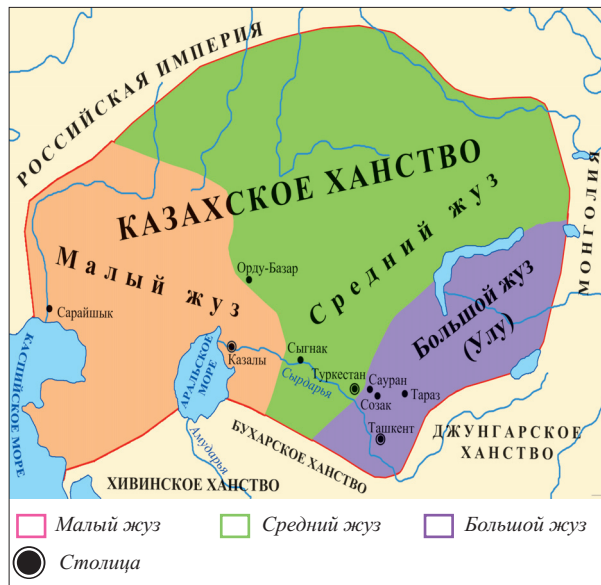 РОССИЙСКАЯ ИМПЕРИЯ
КАЗАХСКОЕ ХАНСТВО
МОНГОЛИЯ
Малый жуз
Средний жуз
Большой жуз
(Улу)
Орду-Базар
Сарайшык
Казалы
Сыгнак
Туркестан
Сауран
Созак
Тараз
Ташкент
Сырдарья
АРАЛЬСКОЕ
МОРЕ
КАСПИЙСКОЕ МОРЕ
Амударья
БУХАРСКОЕ ХАНСТВО
ХИВИНСКОЕ ХАНСТВО
ДЖУНГАРСКОЕ
ХАНСТВО
Малый жуз
Средний жуз
Большой жуз
Столица